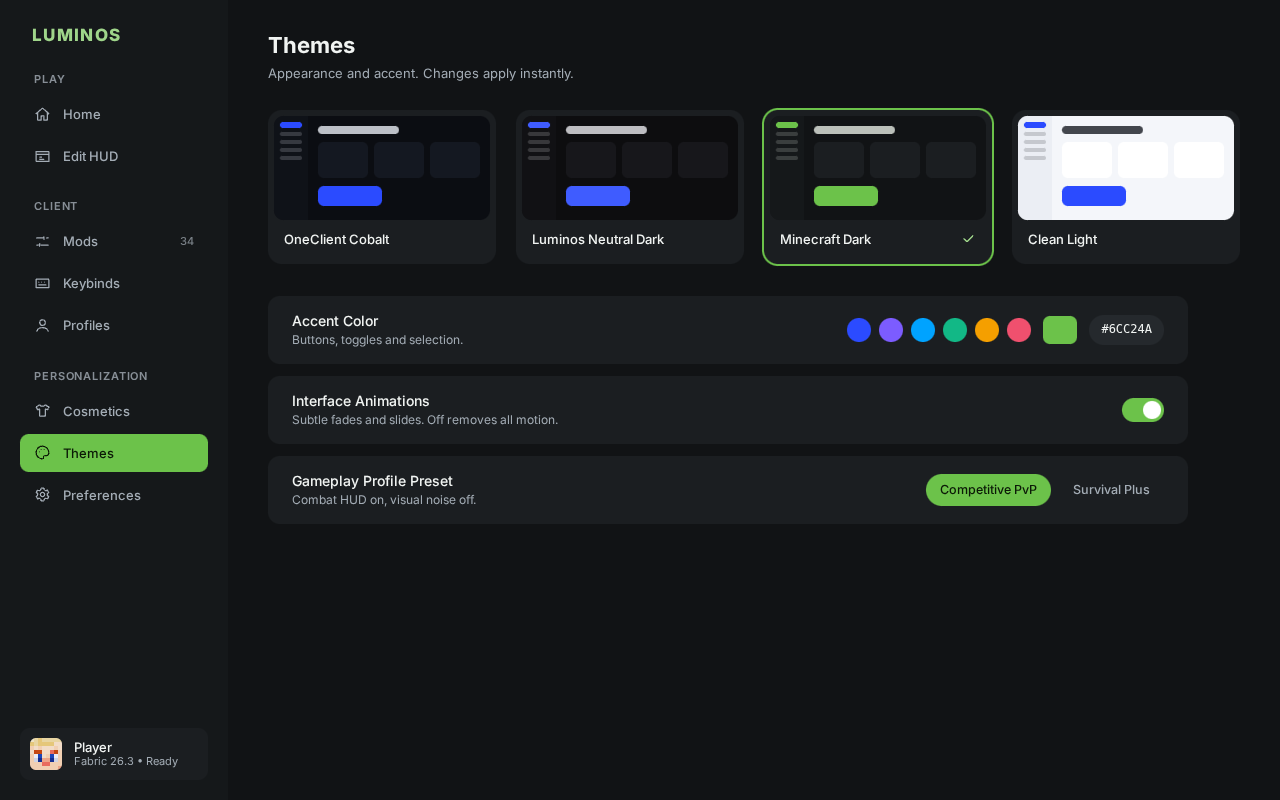 LUMINOS
PLAY
Home
Edit HUD
CLIENT
Mods 34
Keybinds
Profiles
PERSONALIZATION
Cosmetics
Themes
Preferences
Player
Fabric 26.3 • Ready
Themes
Appearance and accent. Changes apply instantly.
OneClient Cobalt
Luminos Neutral Dark
Minecraft Dark
Clean Light
Accent Color
Buttons, toggles and selection.
#6CC24A
Interface Animations
Subtle fades and slides. Off removes all motion.
Gameplay Profile Preset
Combat HUD on, visual noise off.
Competitive PvP
Survival Plus